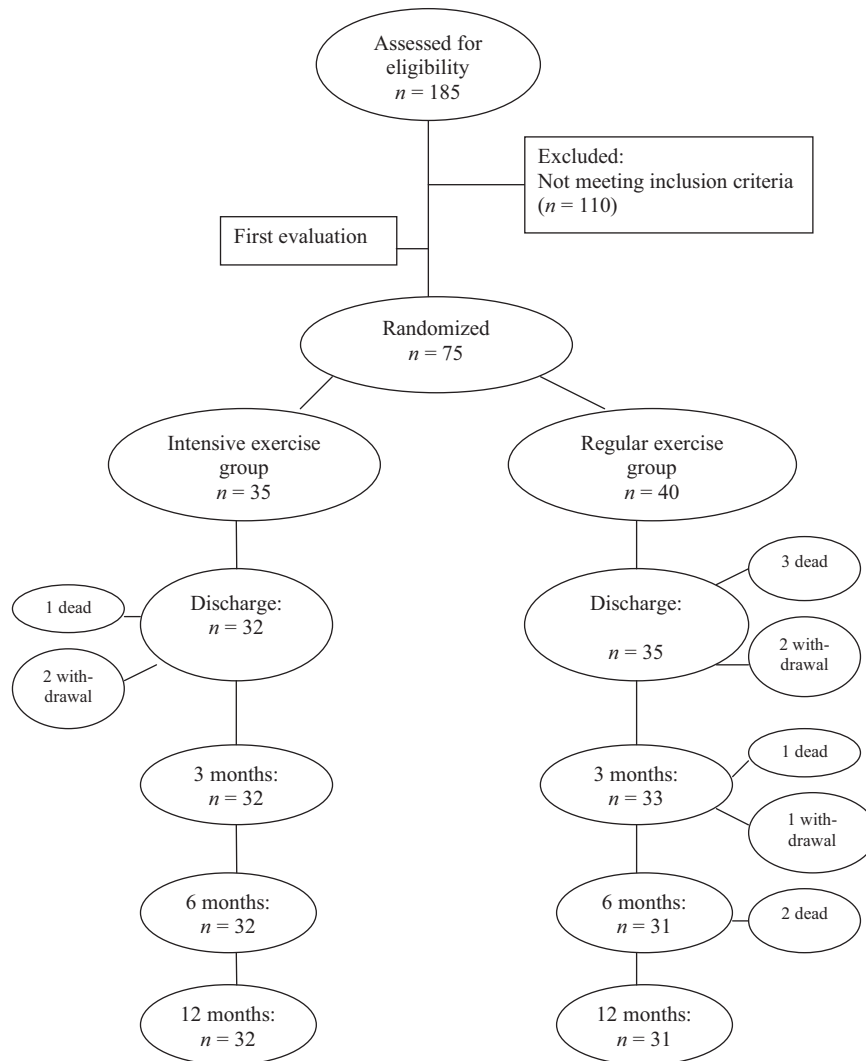 Assessed for
eligibility
n = 185
Excluded:
Not meeting inclusion criteria
(n = 110)
First evaluation
Randomized
n = 75
Intensive exercise
group
n = 35
Regular exercise
group
n = 40
1 dead
2 with-
drawal
Discharge:
n = 32
Discharge:
n = 35
3 dead
2 with-
drawal
3 months:
n = 32
3 months:
n = 33
1 dead
1 with-
drawal
6 months:
n = 32
6 months:
n = 31
2 dead
12 months:
n = 32
12 months:
n = 31